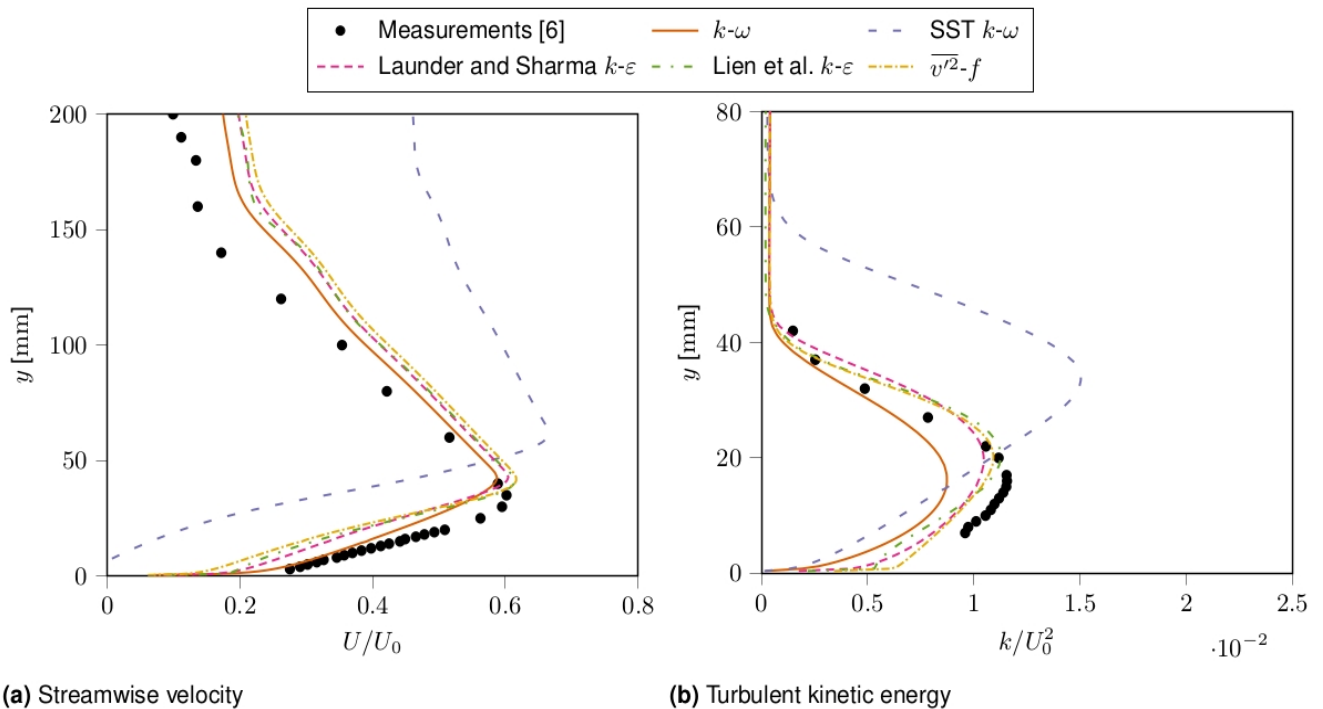 Measurements [6] k-ω SST k-ω
Launder and Sharma k-ε Lien et al. k-ε v′²-f
200
150
100
50
0
y [mm]
0 0.2 0.4 0.6 0.8
U/U₀
80
60
40
20
0
y [mm]
0 0.5 1 1.5 2 2.5
k/U₀² ·10⁻²
(a) Streamwise velocity
(b) Turbulent kinetic energy